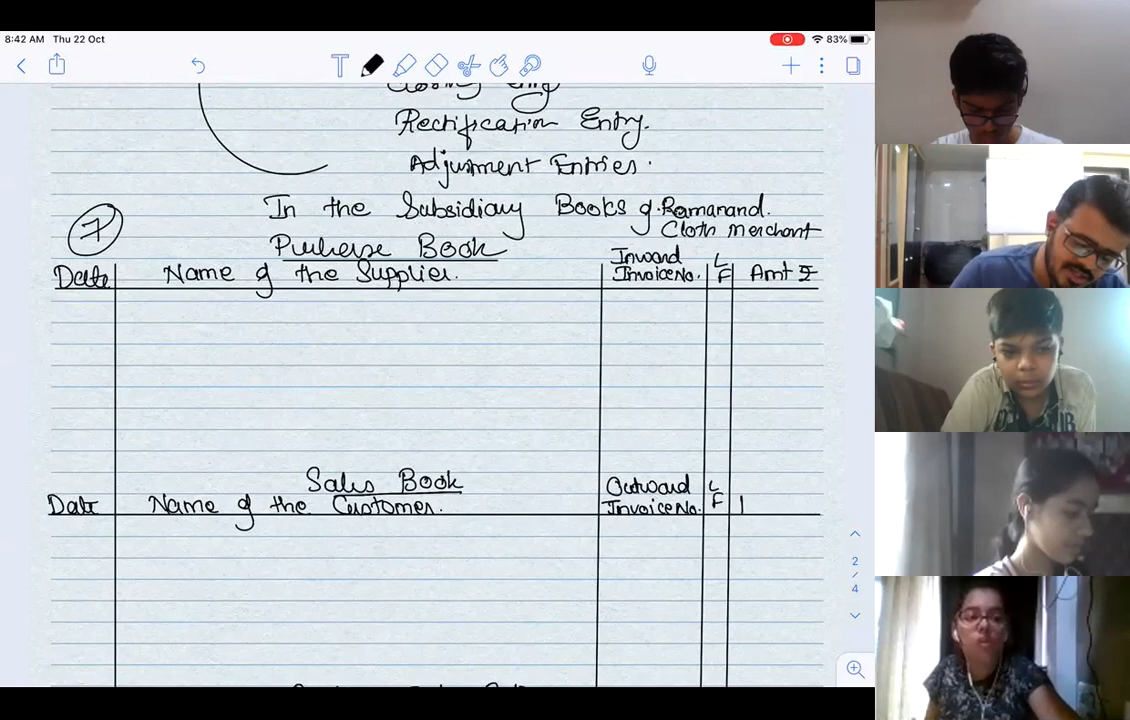 8:42 AM Thu 22 Oct
83%
T
Rectification Entry.
Adjustment Entries.
7
In the Subsidiary Books of Ramanand.
Cloth Merchant
Purchase Book
Date Name of the Supplier. Inward Invoice No. L F Amt ₹
Sales Book
Date Name of the Customer. Outward Invoice No. L F
2
/
4